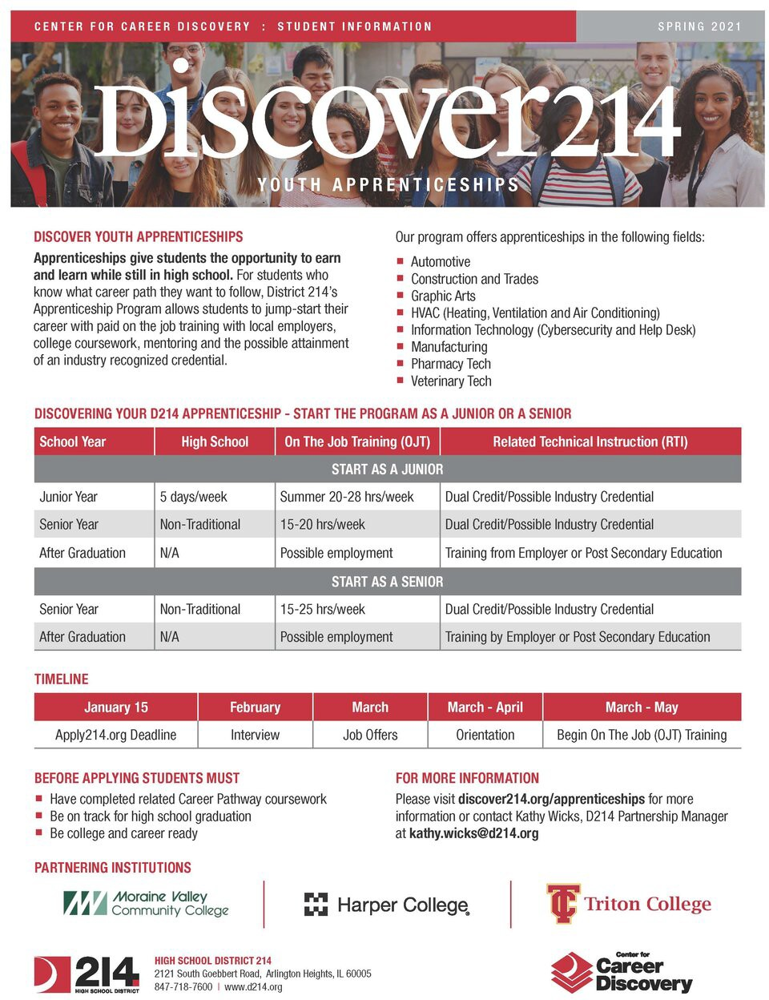 CENTER FOR CAREER DISCOVERY : STUDENT INFORMATION
SPRING 2021
Discover214
YOUTH APPRENTICESHIPS
DISCOVER YOUTH APPRENTICESHIPS
Apprenticeships give students the opportunity to earn
and learn while still in high school. For students who
know what career path they want to follow, District 214's
Apprenticeship Program allows students to jump-start their
career with paid on the job training with local employers,
college coursework, mentoring and the possible attainment
of an industry recognized credential.
Our program offers apprenticeships in the following fields:
Automotive
Construction and Trades
Graphic Arts
HVAC (Heating, Ventilation and Air Conditioning)
Information Technology (Cybersecurity and Help Desk)
Manufacturing
Pharmacy Tech
Veterinary Tech
DISCOVERING YOUR D214 APPRENTICESHIP - START THE PROGRAM AS A JUNIOR OR A SENIOR
School Year High School On The Job Training (OJT) Related Technical Instruction (RTI)
START AS A JUNIOR
Junior Year 5 days/week Summer 20-28 hrs/week Dual Credit/Possible Industry Credential
Senior Year Non-Traditional 15-20 hrs/week Dual Credit/Possible Industry Credential
After Graduation N/A Possible employment Training from Employer or Post Secondary Education
START AS A SENIOR
Senior Year Non-Traditional 15-25 hrs/week Dual Credit/Possible Industry Credential
After Graduation N/A Possible employment Training by Employer or Post Secondary Education
TIMELINE
January 15 February March March - April March - May
Apply214.org Deadline Interview Job Offers Orientation Begin On The Job (OJT) Training
BEFORE APPLYING STUDENTS MUST
Have completed related Career Pathway coursework
Be on track for high school graduation
Be college and career ready
FOR MORE INFORMATION
Please visit discover214.org/apprenticeships for more
information or contact Kathy Wicks, D214 Partnership Manager
at kathy.wicks@d214.org
PARTNERING INSTITUTIONS
Moraine Valley
Community College
Harper College
TC Triton College
214
HIGH SCHOOL DISTRICT
HIGH SCHOOL DISTRICT 214
2121 South Goebbert Road, Arlington Heights, IL 60005
847-718-7600 | www.d214.org
Center for
Career
Discovery